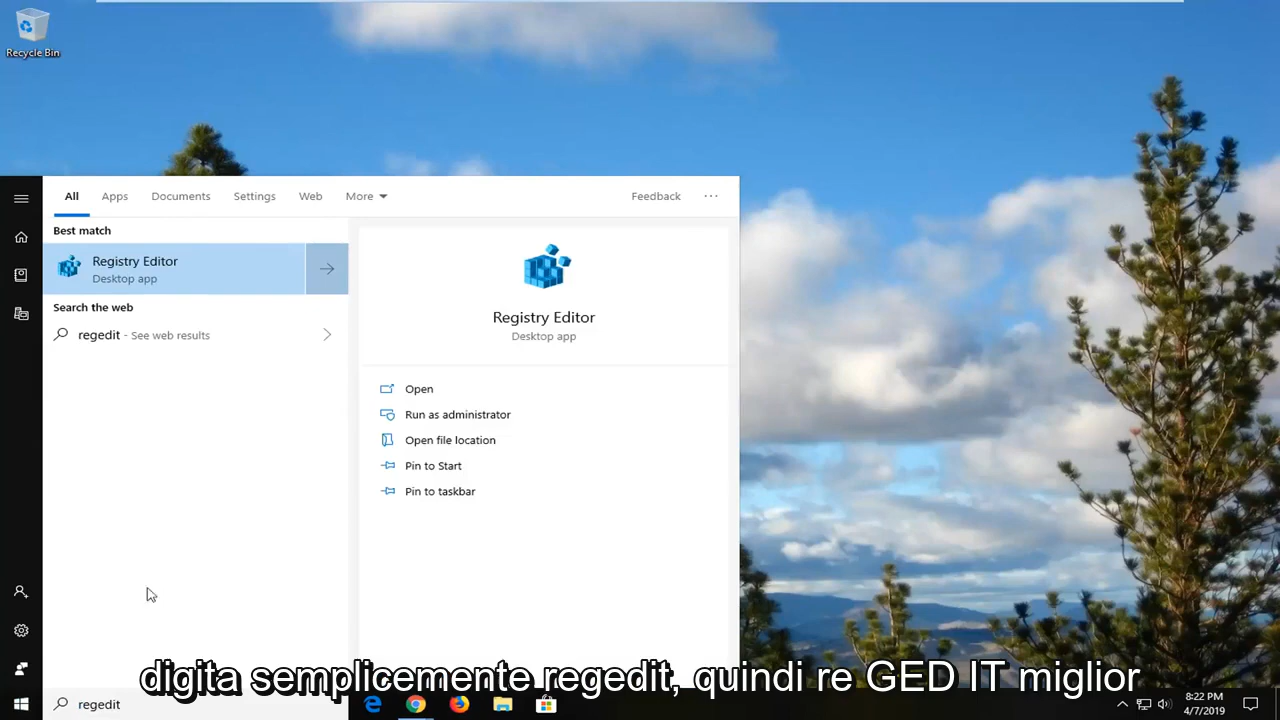 Recycle Bin
All Apps Documents Settings Web More Feedback ...
Best match
Registry Editor
Desktop app
Search the web
regedit - See web results
Registry Editor
Desktop app
Open
Run as administrator
Open file location
Pin to Start
Pin to taskbar
digita semplicemente regedit, quindi re GED IT miglior
regedit
8:22 PM
4/7/2019